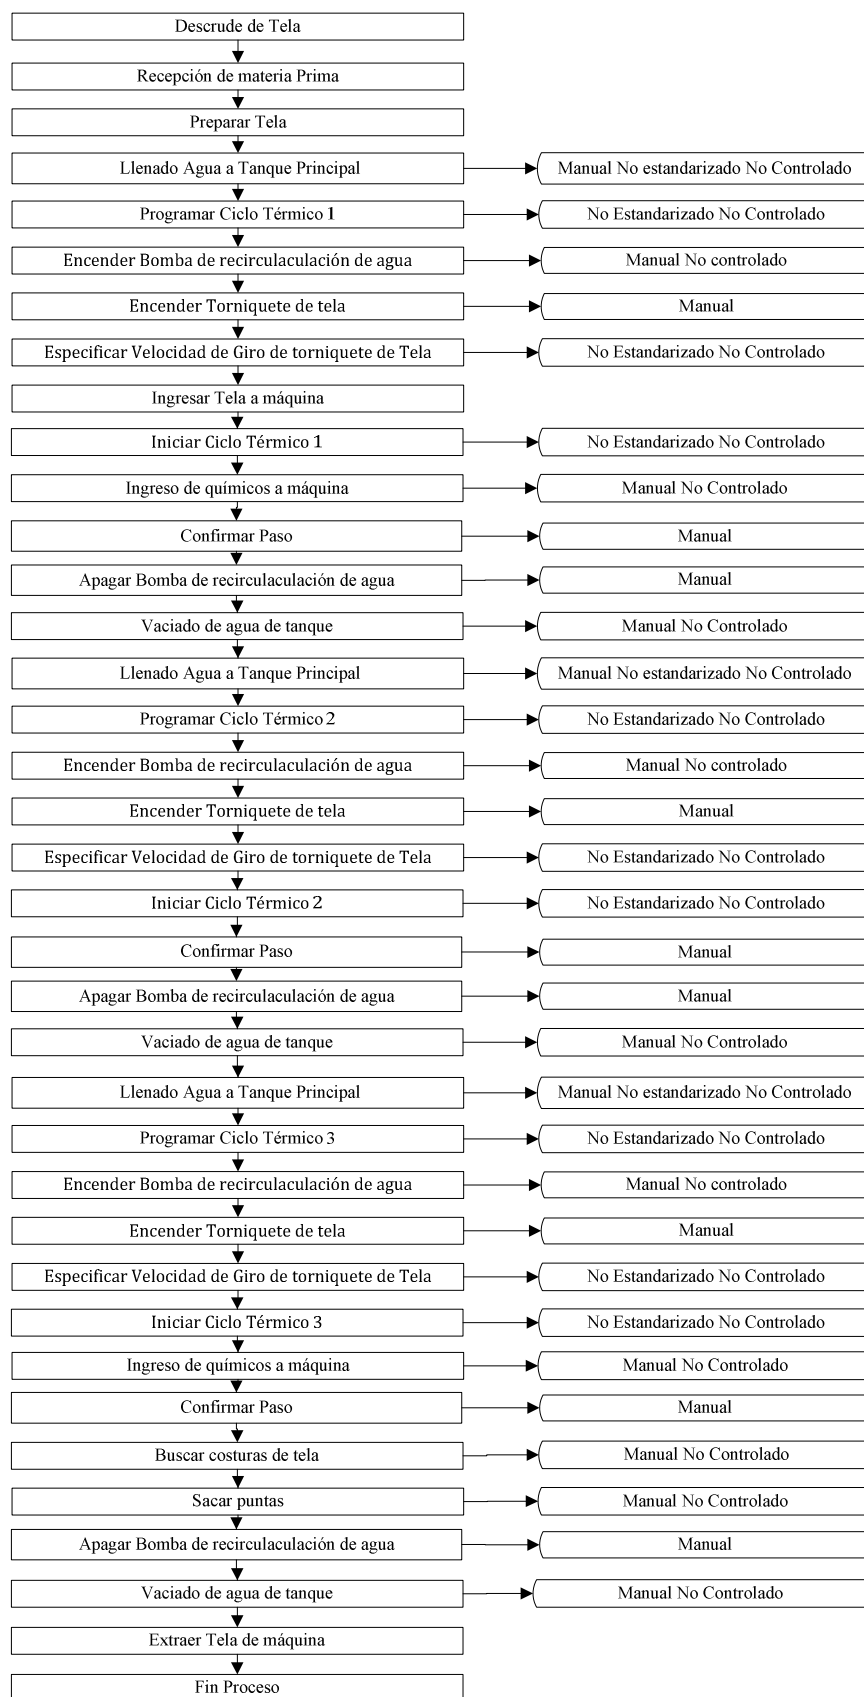 Descrude de Tela
Recepción de materia Prima
Preparar Tela
Llenado Agua a Tanque Principal
Manual No estandarizado No Controlado
Programar Ciclo Térmico 1
No Estandarizado No Controlado
Encender Bomba de recirculaculación de agua
Manual No controlado
Encender Torniquete de tela
Manual
Especificar Velocidad de Giro de torniquete de Tela
No Estandarizado No Controlado
Ingresar Tela a máquina
Iniciar Ciclo Térmico 1
No Estandarizado No Controlado
Ingreso de químicos a máquina
Manual No Controlado
Confirmar Paso
Manual
Apagar Bomba de recirculaculación de agua
Manual
Vaciado de agua de tanque
Manual No Controlado
Llenado Agua a Tanque Principal
Manual No estandarizado No Controlado
Programar Ciclo Térmico 2
No Estandarizado No Controlado
Encender Bomba de recirculaculación de agua
Manual No controlado
Encender Torniquete de tela
Manual
Especificar Velocidad de Giro de torniquete de Tela
No Estandarizado No Controlado
Iniciar Ciclo Térmico 2
No Estandarizado No Controlado
Confirmar Paso
Manual
Apagar Bomba de recirculaculación de agua
Manual
Vaciado de agua de tanque
Manual No Controlado
Llenado Agua a Tanque Principal
Manual No estandarizado No Controlado
Programar Ciclo Térmico 3
No Estandarizado No Controlado
Encender Bomba de recirculaculación de agua
Manual No controlado
Encender Torniquete de tela
Manual
Especificar Velocidad de Giro de torniquete de Tela
No Estandarizado No Controlado
Iniciar Ciclo Térmico 3
No Estandarizado No Controlado
Ingreso de químicos a máquina
Manual No Controlado
Confirmar Paso
Manual
Buscar costuras de tela
Manual No Controlado
Sacar puntas
Manual No Controlado
Apagar Bomba de recirculaculación de agua
Manual
Vaciado de agua de tanque
Manual No Controlado
Extraer Tela de máquina
Fin Proceso